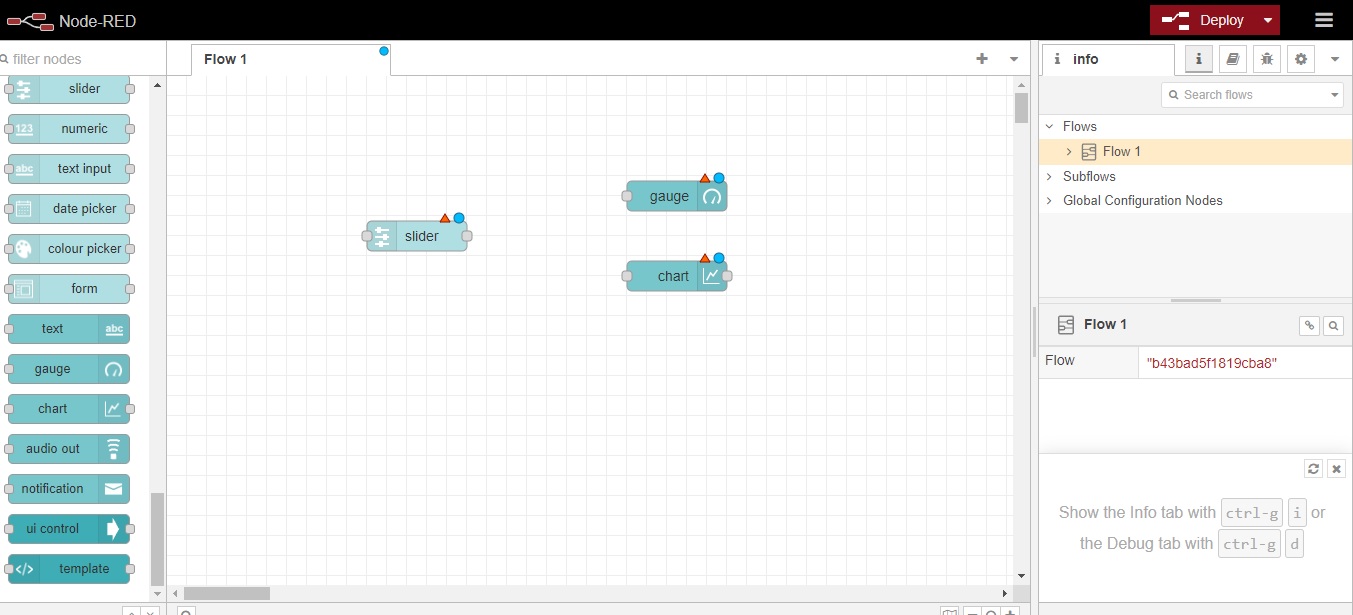 Node-RED
Deploy
filter nodes
Flow 1
info
i
Search flows
slider
numeric
123
text input
abc
date picker
colour picker
form
text
abc
gauge
chart
audio out
notification
ui control
template
</>
slider
gauge
chart
Flows
Flow 1
Subflows
Global Configuration Nodes
Flow 1
Flow
"b43bad5f1819cba8"
Show the Info tab with ctrl-g i or
the Debug tab with ctrl-g d